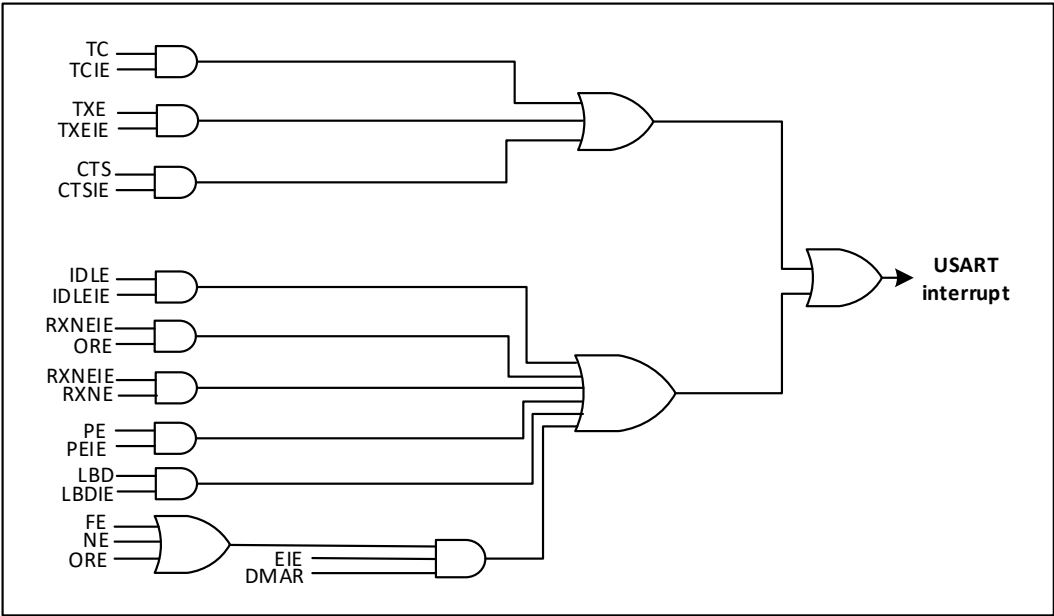 TC
TCIE
TXE
TXEIE
CTS
CTSIE
IDLE
IDLEIE
RXNEIE
ORE
RXNEIE
RXNE
PE
PEIE
LBD
LBDIE
FE
NE
ORE
EIE
DMAR
USART
interrupt